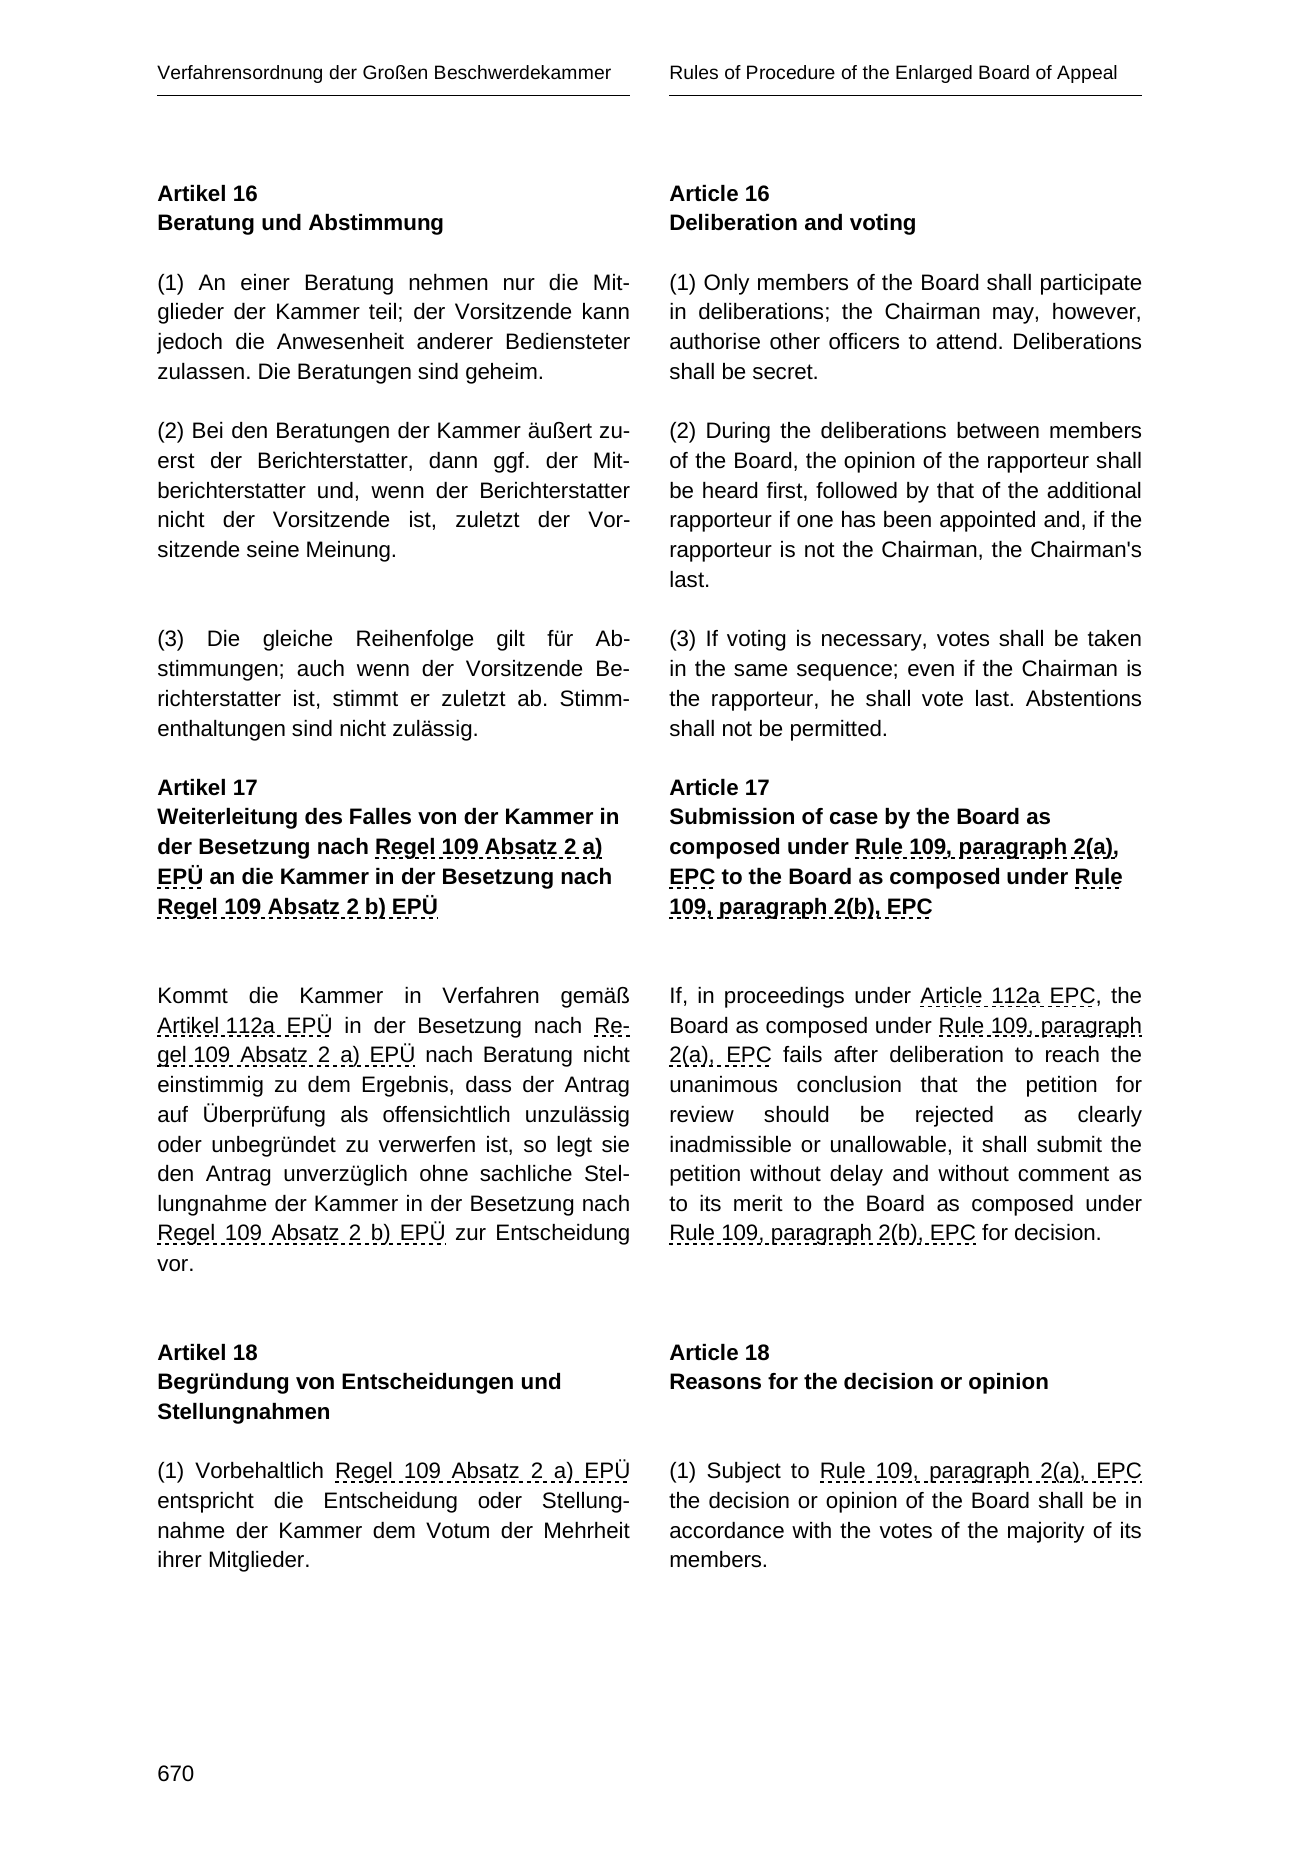 Verfahrensordnung der Großen Beschwerdekammer
Artikel 16
Beratung und Abstimmung
(1) An einer Beratung nehmen nur die Mit-
glieder der Kammer teil; der Vorsitzende kann
jedoch die Anwesenheit anderer Bediensteter
zulassen. Die Beratungen sind geheim.
(2) Bei den Beratungen der Kammer äußert zu-
erst der Berichterstatter, dann ggf. der Mit-
berichterstatter und, wenn der Berichterstatter
nicht der Vorsitzende ist, zuletzt der Vor-
sitzende seine Meinung.
(3) Die gleiche Reihenfolge gilt für Ab-
stimmungen; auch wenn der Vorsitzende Be-
richterstatter ist, stimmt er zuletzt ab. Stimm-
enthaltungen sind nicht zulässig.
Artikel 17
Weiterleitung des Falles von der Kammer in
der Besetzung nach Regel 109 Absatz 2 a)
EPÜ an die Kammer in der Besetzung nach
Regel 109 Absatz 2 b) EPÜ
Kommt die Kammer in Verfahren gemäß
Artikel 112a EPÜ in der Besetzung nach Re-
gel 109 Absatz 2 a) EPÜ nach Beratung nicht
einstimmig zu dem Ergebnis, dass der Antrag
auf Überprüfung als offensichtlich unzulässig
oder unbegründet zu verwerfen ist, so legt sie
den Antrag unverzüglich ohne sachliche Stel-
lungnahme der Kammer in der Besetzung nach
Regel 109 Absatz 2 b) EPÜ zur Entscheidung
vor.
Artikel 18
Begründung von Entscheidungen und
Stellungnahmen
(1) Vorbehaltlich Regel 109 Absatz 2 a) EPÜ
entspricht die Entscheidung oder Stellung-
nahme der Kammer dem Votum der Mehrheit
ihrer Mitglieder.
Rules of Procedure of the Enlarged Board of Appeal
Article 16
Deliberation and voting
(1) Only members of the Board shall participate
in deliberations; the Chairman may, however,
authorise other officers to attend. Deliberations
shall be secret.
(2) During the deliberations between members
of the Board, the opinion of the rapporteur shall
be heard first, followed by that of the additional
rapporteur if one has been appointed and, if the
rapporteur is not the Chairman, the Chairman's
last.
(3) If voting is necessary, votes shall be taken
in the same sequence; even if the Chairman is
the rapporteur, he shall vote last. Abstentions
shall not be permitted.
Article 17
Submission of case by the Board as
composed under Rule 109, paragraph 2(a),
EPC to the Board as composed under Rule
109, paragraph 2(b), EPC
If, in proceedings under Article 112a EPC, the
Board as composed under Rule 109, paragraph
2(a), EPC fails after deliberation to reach the
unanimous conclusion that the petition for
review should be rejected as clearly
inadmissible or unallowable, it shall submit the
petition without delay and without comment as
to its merit to the Board as composed under
Rule 109, paragraph 2(b), EPC for decision.
Article 18
Reasons for the decision or opinion
(1) Subject to Rule 109, paragraph 2(a), EPC
the decision or opinion of the Board shall be in
accordance with the votes of the majority of its
members.
670